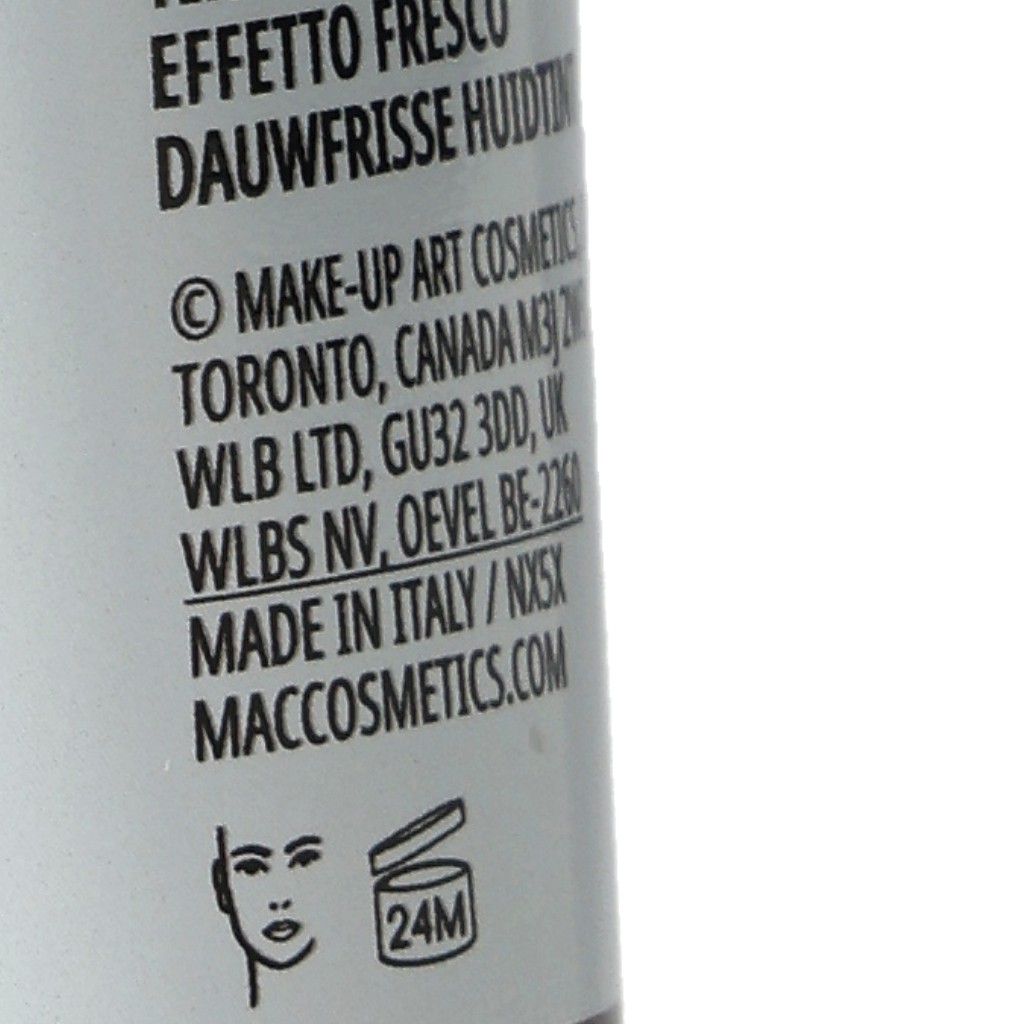 EFFETTO FRESCO
DAUWFRISSE HUIDTINT
© MAKE-UP ART COSMETICS
TORONTO, CANADA M3J
WLB LTD, GU32 3DD, UK
WLBS NV, OEVEL BE-2260
MADE IN ITALY / NX5X
MACCOSMETICS.COM
24M